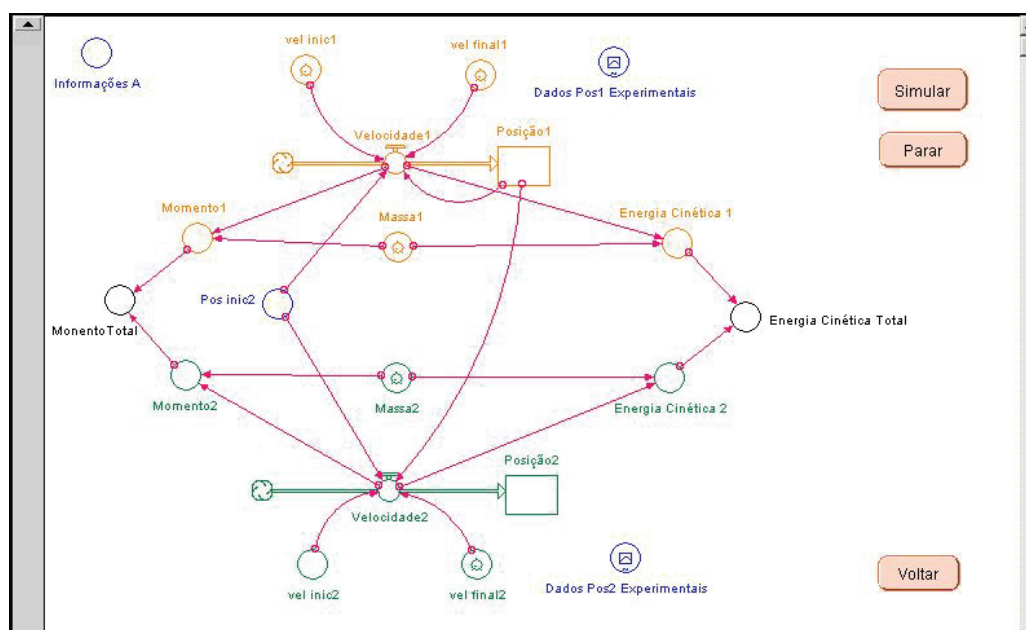 vel inic1
vel final1
Informações A
Dados Pos1 Experimentais
Simular
Velocidade1
Posição1
Parar
Momento1
Massa1
Energia Cinética 1
Pos inic2
MonentoTotal
Energia Cinética Total
Momento2
Massa2
Energia Cinética 2
Posição2
Velocidade2
vel inic2
vel final2
Dados Pos2 Experimentais
Voltar